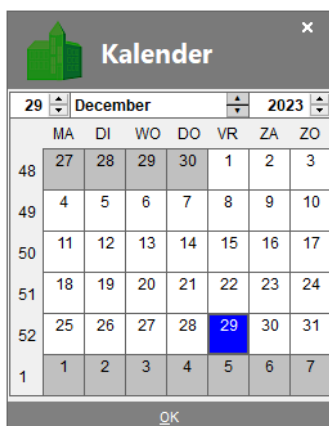 ×
Kalender
29 December 2023
MA DI WO DO VR ZA ZO
48 27 28 29 30 1 2 3
49 4 5 6 7 8 9 10
50 11 12 13 14 15 16 17
51 18 19 20 21 22 23 24
52 25 26 27 28 29 30 31
1 1 2 3 4 5 6 7
OK